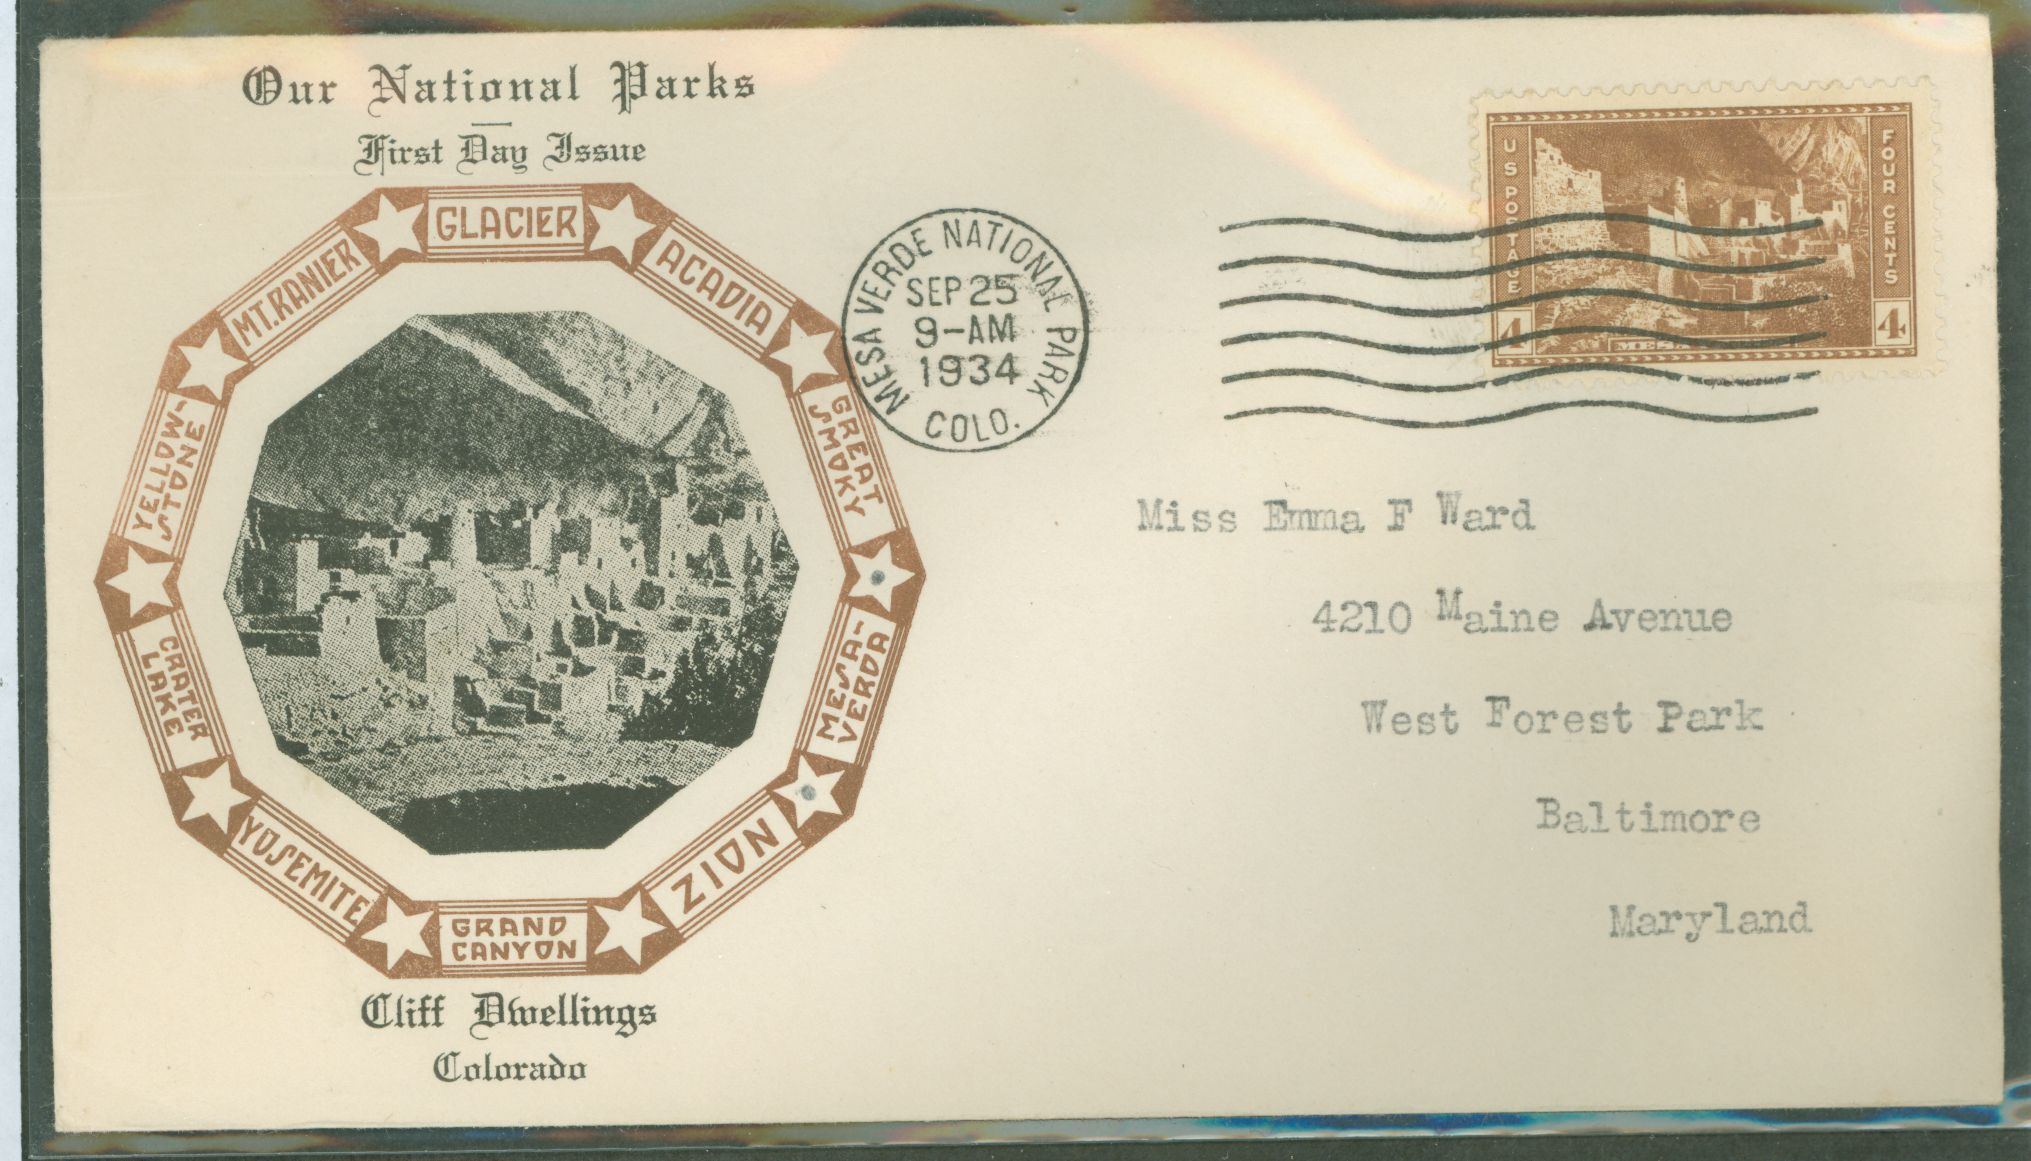 Our National Parks
First Day Issue
GLACIER
ACADIA
GREAT
SMOKY
MESA-
VERDA
ZION
GRAND
CANYON
YOSEMITE
CRATER
LAKE
YELLOW-
STONE
MT. RANIER
Cliff Dwellings
Colorado
MESA VERDE NATIONAL PARK
SEP 25
9-AM
1934
COLO.
U S POSTAGE
FOUR CENTS
4
4
Miss Emma F Ward
4210 Maine Avenue
West Forest Park
Baltimore
Maryland